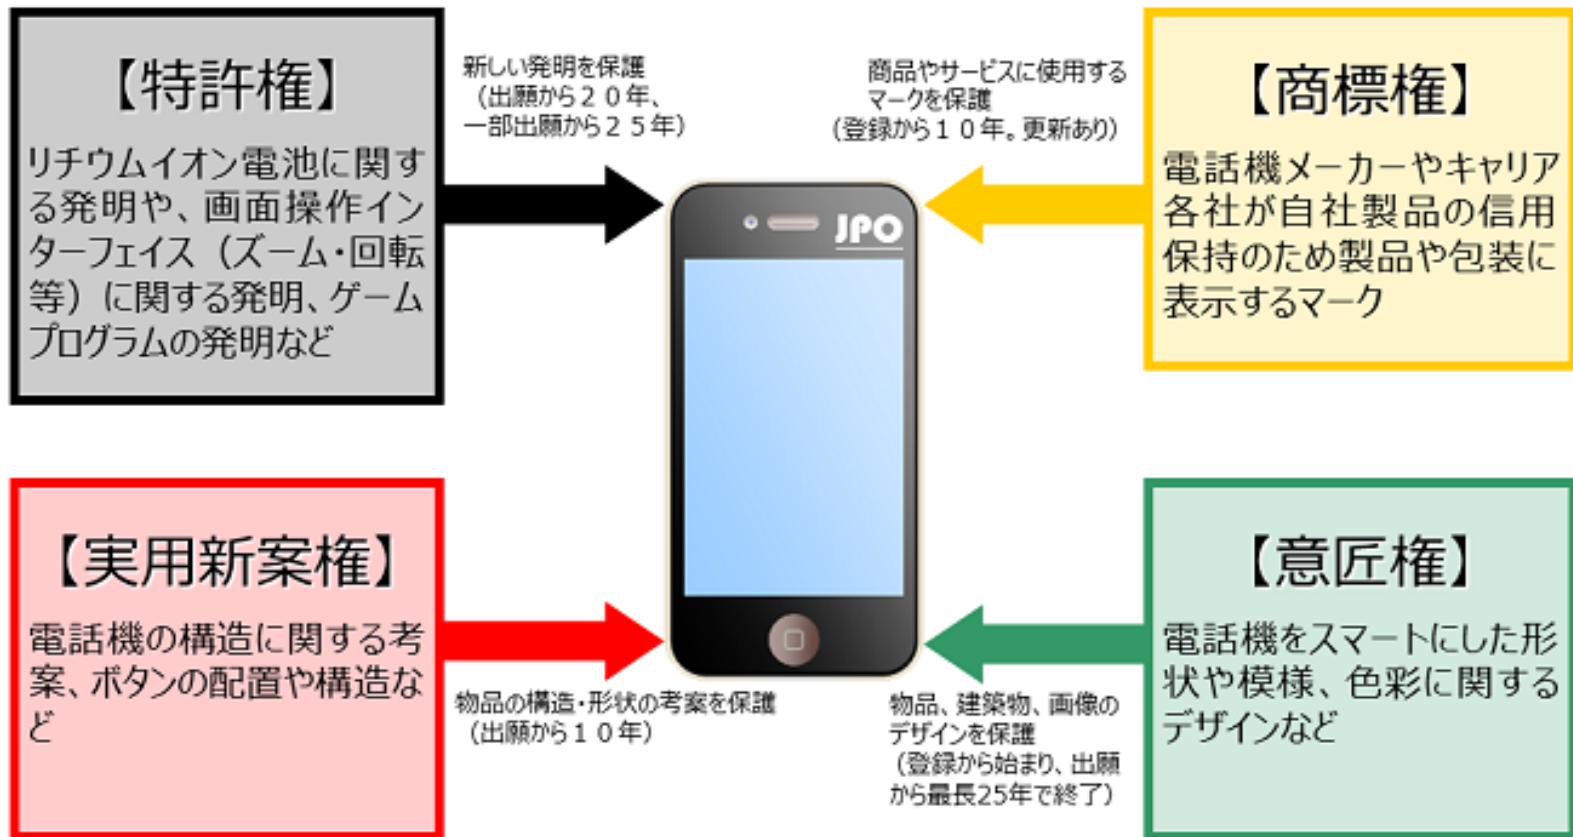 【特許権】
リチウムイオン電池に関す
る発明や、画面操作イン
ターフェイス（ズーム・回転
等）に関する発明、ゲーム
プログラムの発明など
新しい発明を保護
（出願から２０年、
一部出願から２５年）
商品やサービスに使用する
マークを保護
（登録から１０年。更新あり）
【商標権】
電話機メーカーやキャリア
各社が自社製品の信用
保持のため製品や包装に
表示するマーク
JPO
【実用新案権】
電話機の構造に関する考
案、ボタンの配置や構造な
ど
物品の構造・形状の考案を保護
（出願から１０年）
物品、建築物、画像の
デザインを保護
（登録から始まり、出願
から最長25年で終了）
【意匠権】
電話機をスマートにした形
状や模様、色彩に関する
デザインなど